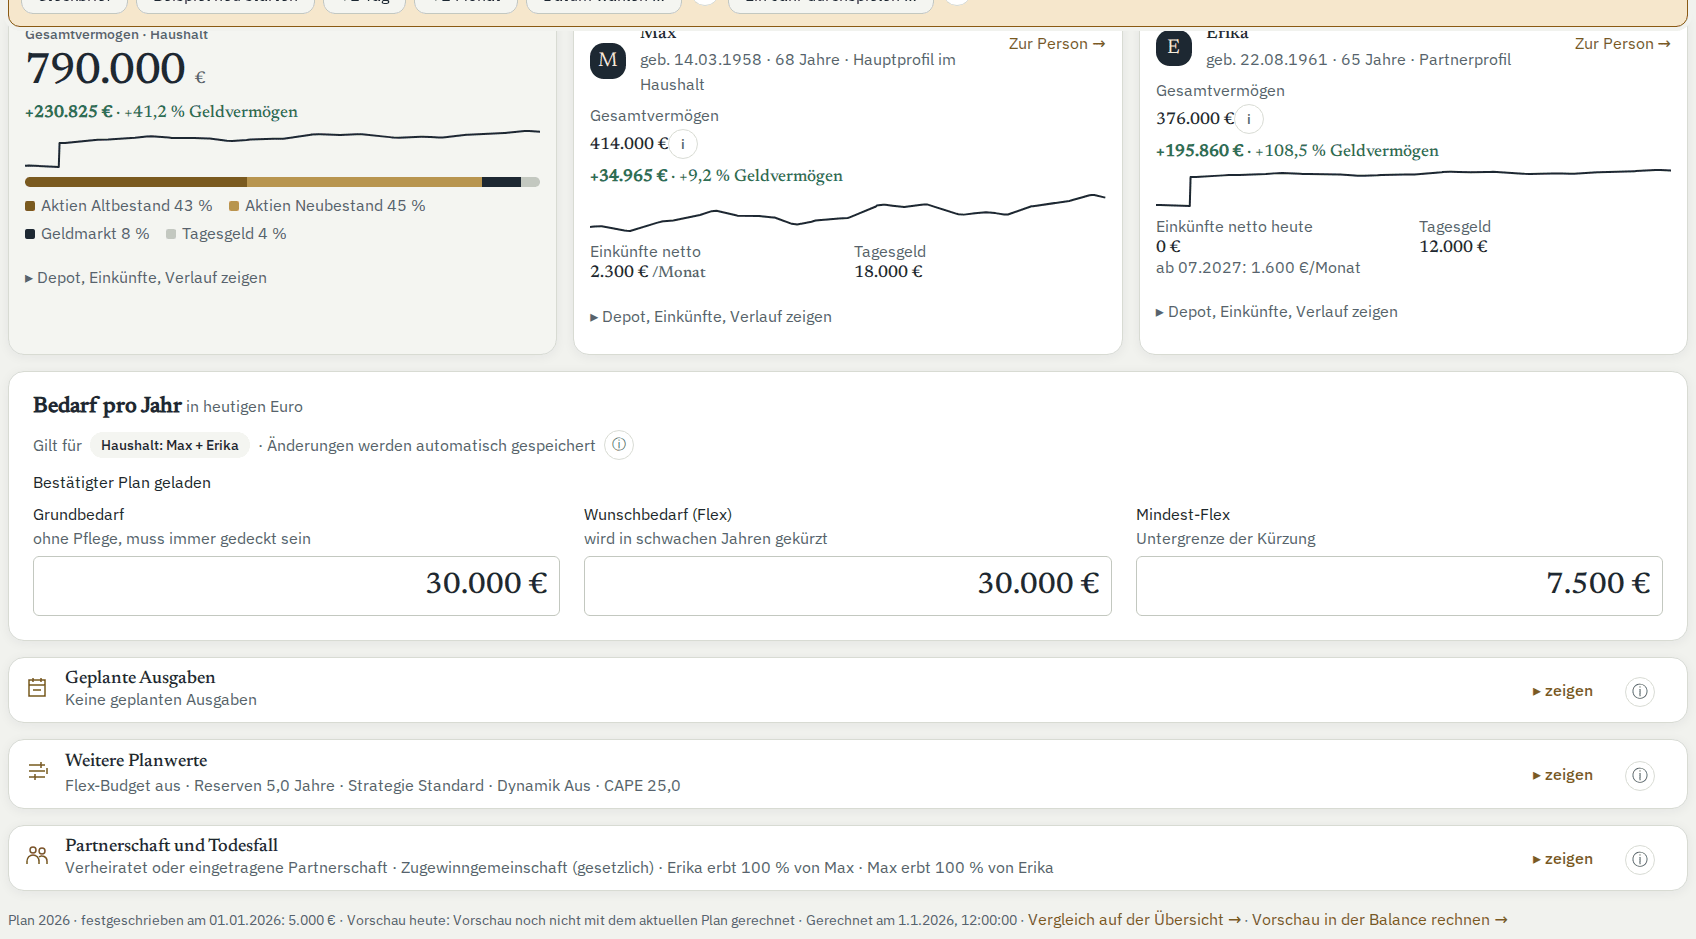 Gesamtvermögen · Haushalt
790.000 €
+230.825 € · +41,2 % Geldvermögen
Aktien Altbestand 43 % Aktien Neubestand 45 %
Geldmarkt 8 % Tagesgeld 4 %
▸ Depot, Einkünfte, Verlauf zeigen
M
Max
geb. 14.03.1958 · 68 Jahre · Hauptprofil im
Haushalt
Zur Person →
Gesamtvermögen
414.000 € i
+34.965 € · +9,2 % Geldvermögen
Einkünfte netto
2.300 € /Monat
Tagesgeld
18.000 €
▸ Depot, Einkünfte, Verlauf zeigen
E
Erika
geb. 22.08.1961 · 65 Jahre · Partnerprofil
Zur Person →
Gesamtvermögen
376.000 € i
+195.860 € · +108,5 % Geldvermögen
Einkünfte netto heute
0 €
ab 07.2027: 1.600 €/Monat
Tagesgeld
12.000 €
▸ Depot, Einkünfte, Verlauf zeigen
Bedarf pro Jahr in heutigen Euro
Gilt für Haushalt: Max + Erika · Änderungen werden automatisch gespeichert ⓘ
Bestätigter Plan geladen
Grundbedarf
ohne Pflege, muss immer gedeckt sein
30.000 €
Wunschbedarf (Flex)
wird in schwachen Jahren gekürzt
30.000 €
Mindest-Flex
Untergrenze der Kürzung
7.500 €
Geplante Ausgaben
Keine geplanten Ausgaben
▸ zeigen ⓘ
Weitere Planwerte
Flex-Budget aus · Reserven 5,0 Jahre · Strategie Standard · Dynamik Aus · CAPE 25,0
▸ zeigen ⓘ
Partnerschaft und Todesfall
Verheiratet oder eingetragene Partnerschaft · Zugewinngemeinschaft (gesetzlich) · Erika erbt 100 % von Max · Max erbt 100 % von Erika
▸ zeigen ⓘ
Plan 2026 · festgeschrieben am 01.01.2026: 5.000 € · Vorschau heute: Vorschau noch nicht mit dem aktuellen Plan gerechnet · Gerechnet am 1.1.2026, 12:00:00 · Vergleich auf der Übersicht → · Vorschau in der Balance rechnen →